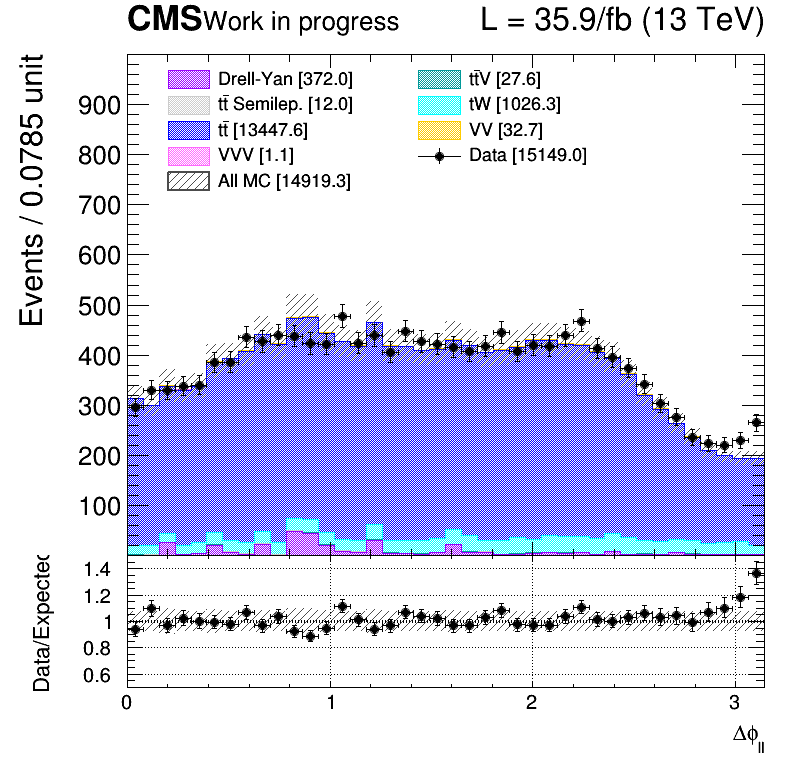 CMS Work in progress L = 35.9/fb (13 TeV)
Events / 0.0785 unit
900
800
700
600
500
400
300
200
100
Drell-Yan [372.0]
tt̄ Semilep. [12.0]
tt̄ [13447.6]
VVV [1.1]
All MC [14919.3]
tt̄V [27.6]
tW [1026.3]
VV [32.7]
Data [15149.0]
Data/Expected
1.4
1.2
1
0.8
0.6
0 1 2 3
Δϕll